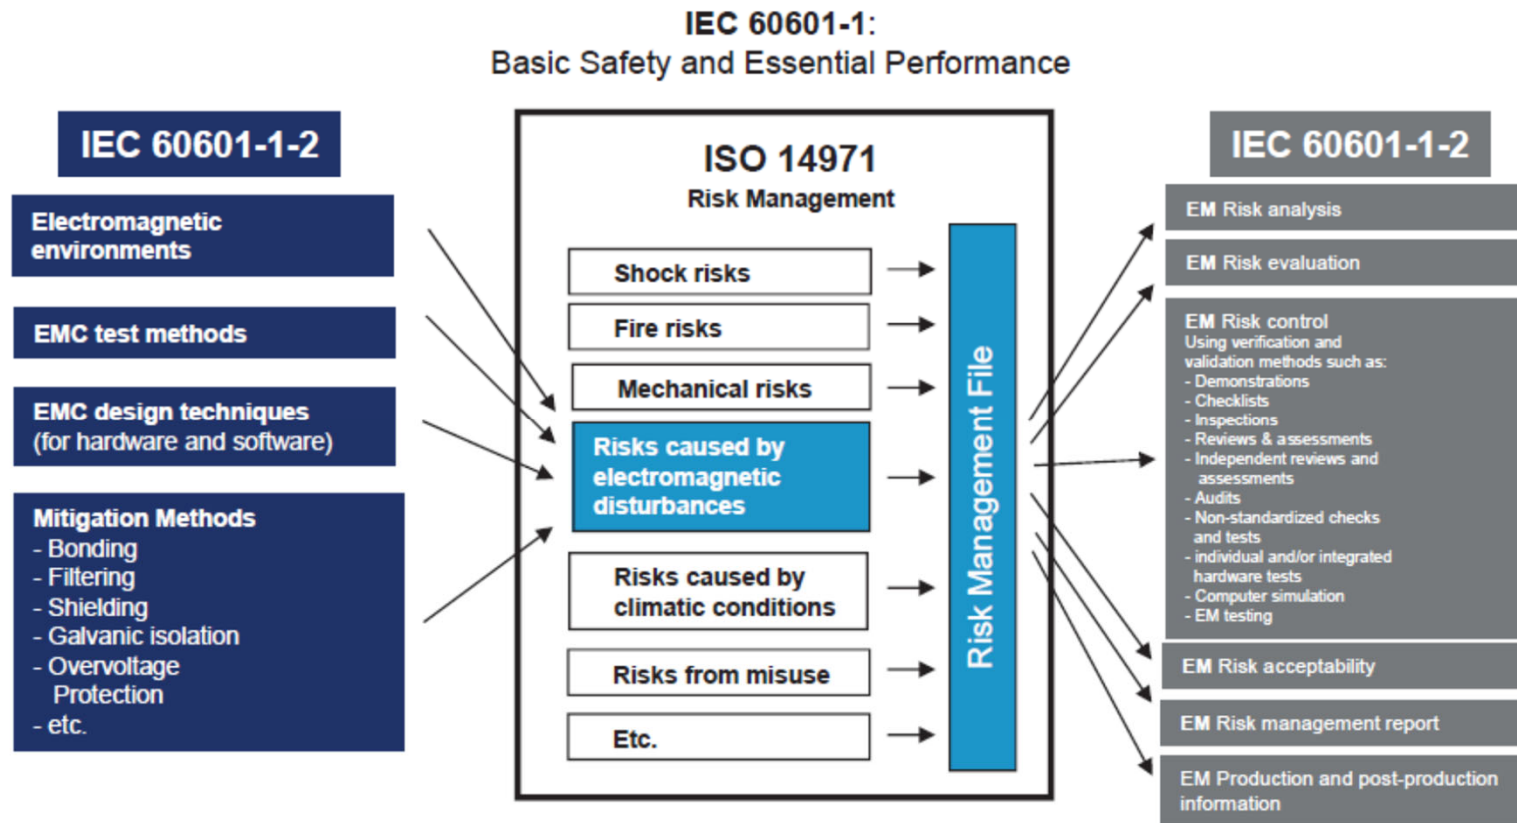 IEC 60601-1:
Basic Safety and Essential Performance
IEC 60601-1-2
Electromagnetic
environments
EMC test methods
EMC design techniques
(for hardware and software)
Mitigation Methods
- Bonding
- Filtering
- Shielding
- Galvanic isolation
- Overvoltage
Protection
- etc.
ISO 14971
Risk Management
Shock risks
Fire risks
Mechanical risks
Risks caused by
electromagnetic
disturbances
Risks caused by
climatic conditions
Risks from misuse
Etc.
Risk Management File
IEC 60601-1-2
EM Risk analysis
EM Risk evaluation
EM Risk control
Using verification and
validation methods such as:
- Demonstrations
- Checklists
- Inspections
- Reviews & assessments
- Independent reviews and
assessments
- Audits
- Non-standardized checks
and tests
- individual and/or integrated
hardware tests
- Computer simulation
- EM testing
EM Risk acceptability
EM Risk management report
EM Production and post-production
information